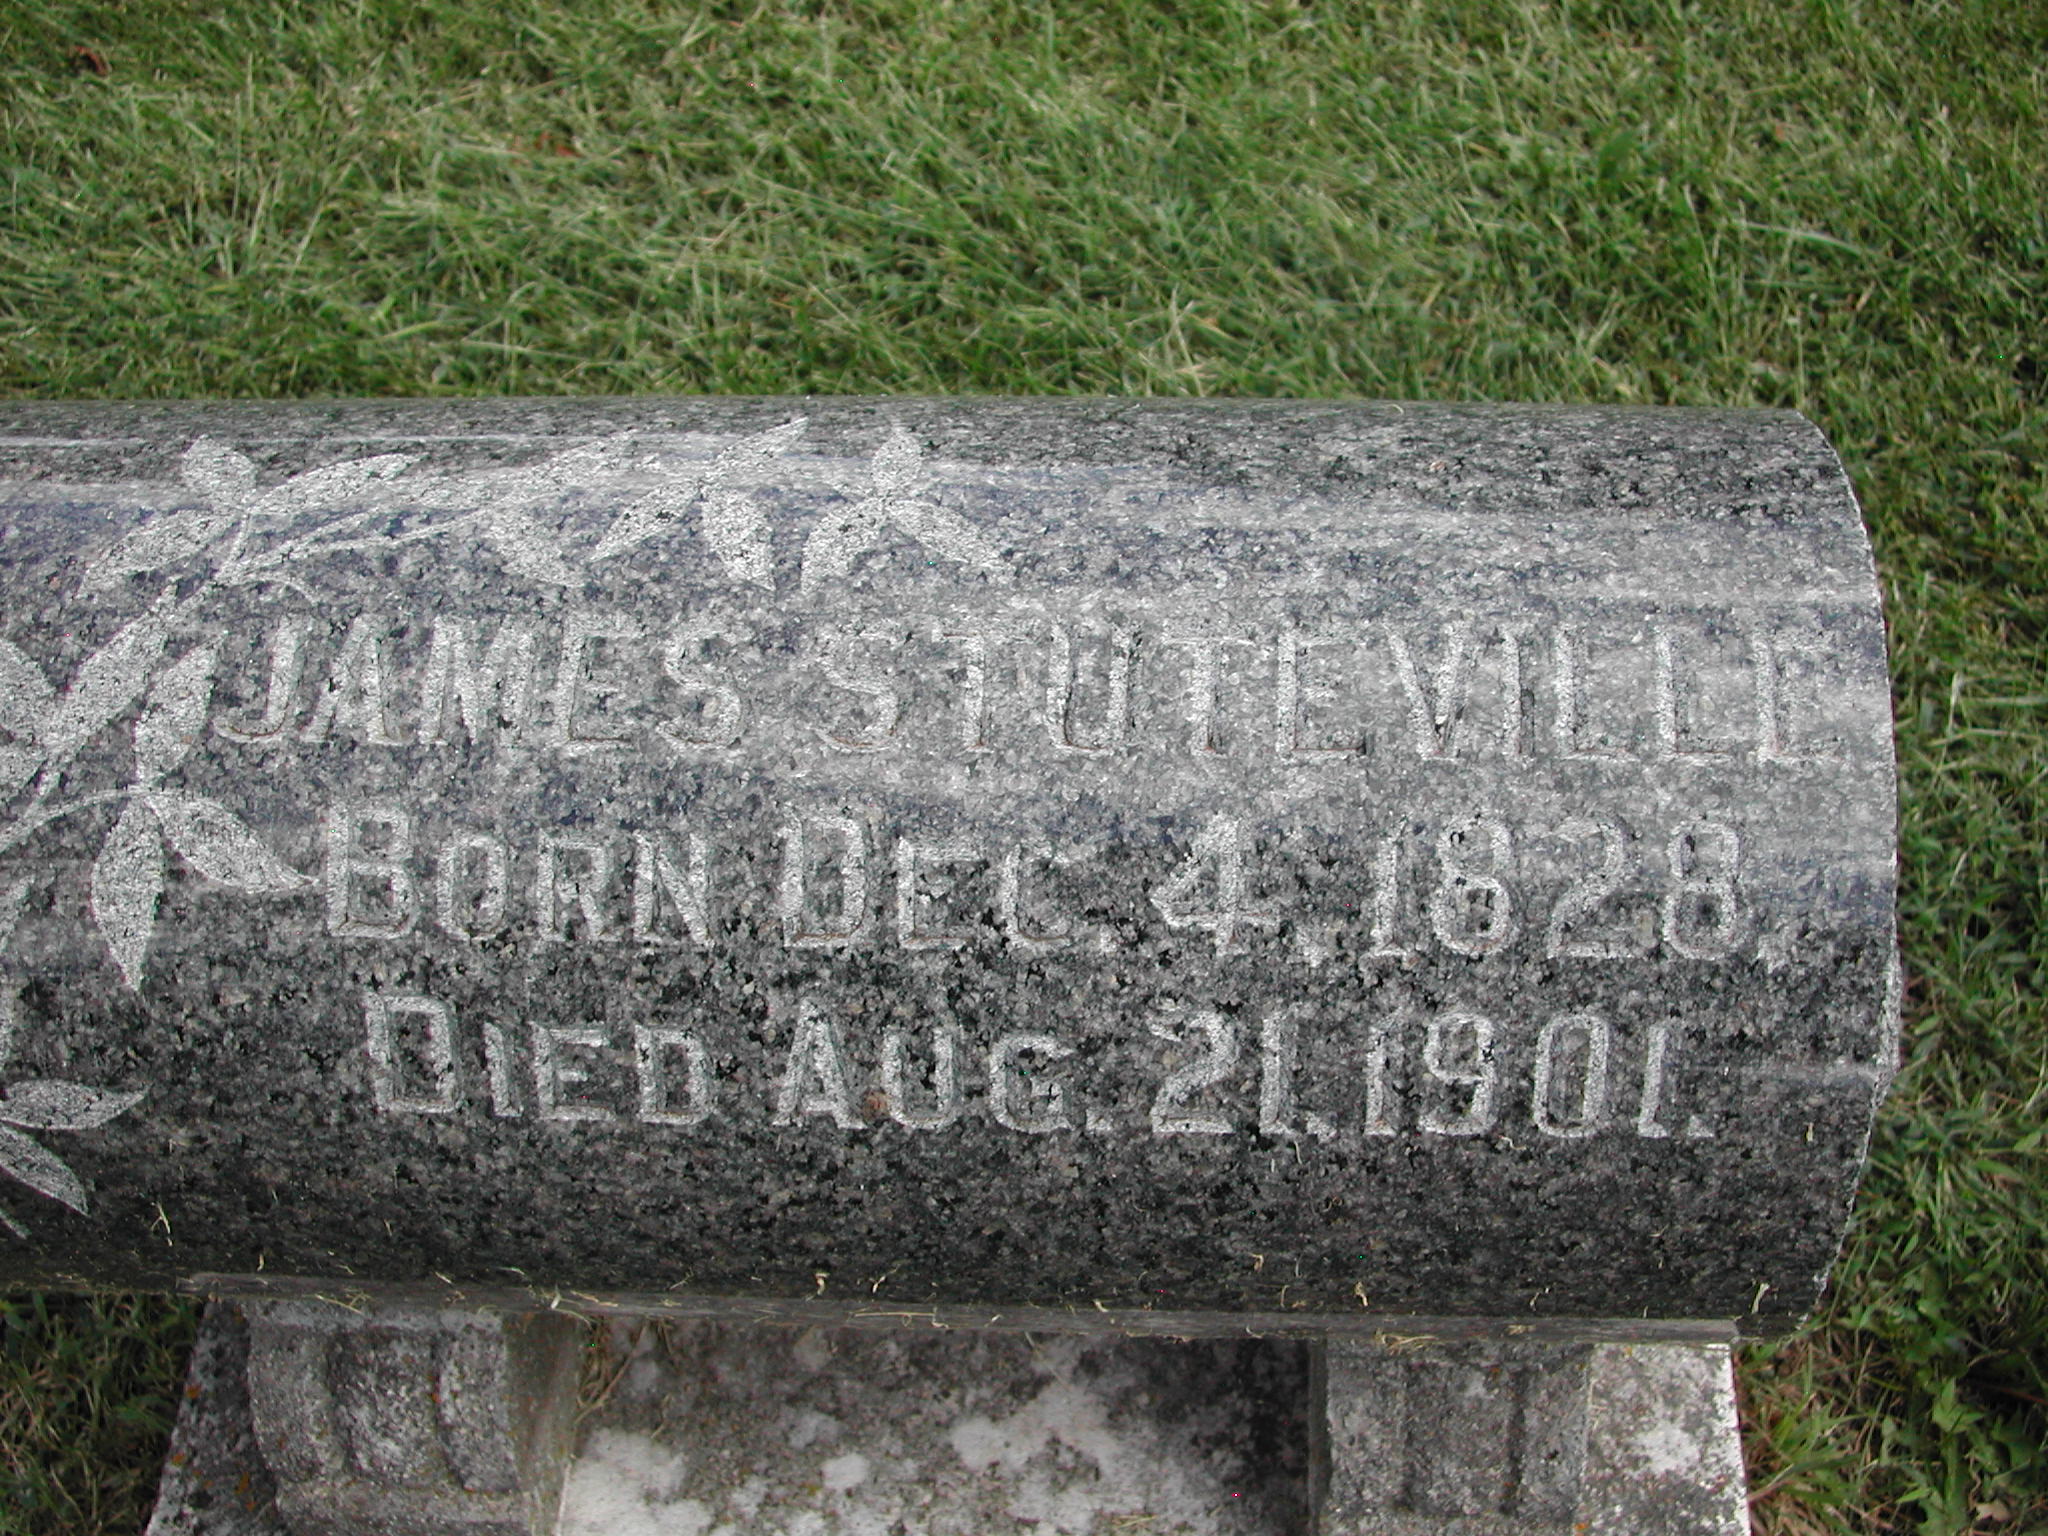 JAMES STUTEVILLE
BORN DEC. 4, 1828,
DIED AUG. 21, 1901.